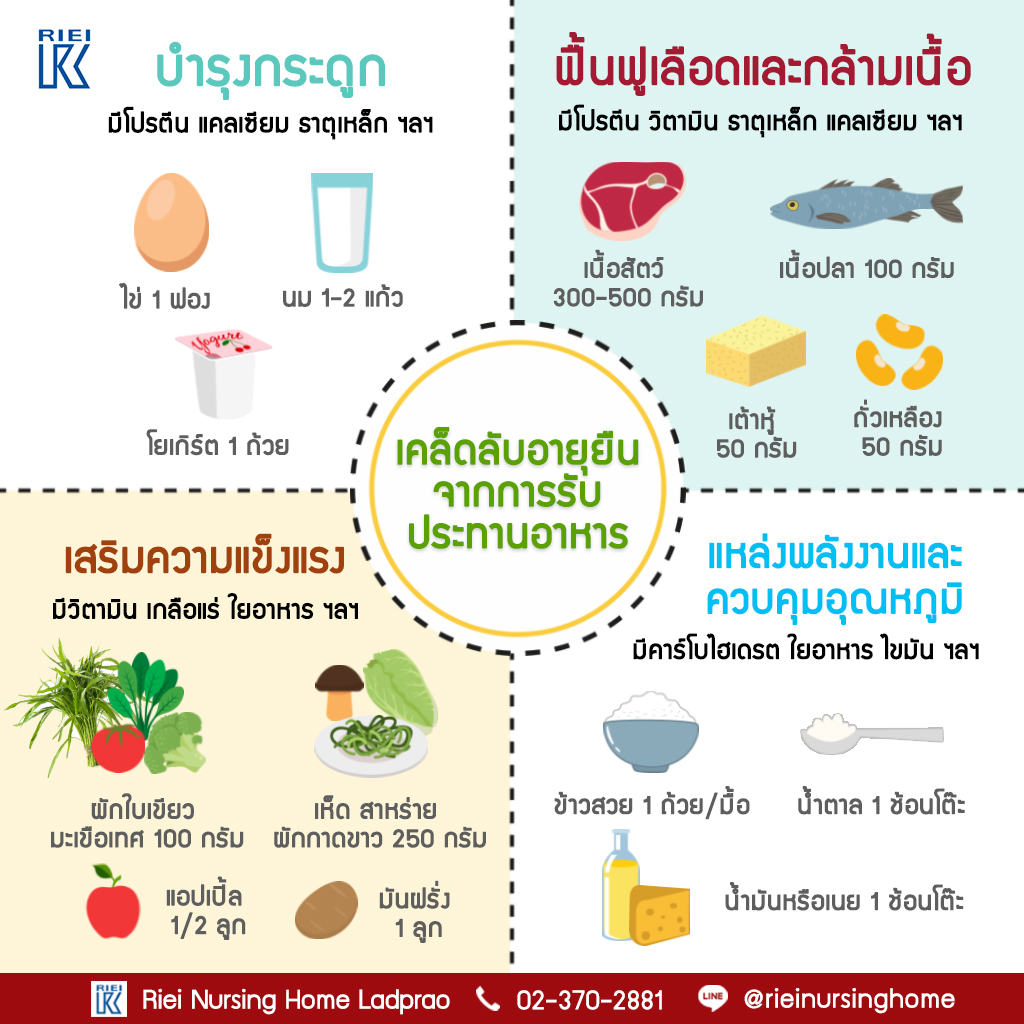 RIEI
บำรุงกระดูก
มีโปรตีน แคลเซียม ธาตุเหล็ก ฯลฯ
ไข่ 1 ฟอง
นม 1-2 แก้ว
Yogurt
โยเกิร์ต 1 ถ้วย
ฟื้นฟูเลือดและกล้ามเนื้อ
มีโปรตีน วิตามิน ธาตุเหล็ก แคลเซียม ฯลฯ
เนื้อสัตว์
300-500 กรัม
เนื้อปลา 100 กรัม
เต้าหู้
50 กรัม
ถั่วเหลือง
50 กรัม
เคล็ดลับอายุยืน
จากการรับ
ประทานอาหาร
เสริมความแข็งแรง
มีวิตามิน เกลือแร่ ใยอาหาร ฯลฯ
ผักใบเขียว
มะเขือเทศ 100 กรัม
เห็ด สาหร่าย
ผักกาดขาว 250 กรัม
แอปเปิ้ล
1/2 ลูก
มันฝรั่ง
1 ลูก
แหล่งพลังงานและ
ควบคุมอุณหภูมิ
มีคาร์โบไฮเดรต ใยอาหาร ไขมัน ฯลฯ
ข้าวสวย 1 ถ้วย/มื้อ
น้ำตาล 1 ช้อนโต๊ะ
น้ำมันหรือเนย 1 ช้อนโต๊ะ
RIEI Riei Nursing Home Ladprao 02-370-2881 LINE @rieinursinghome